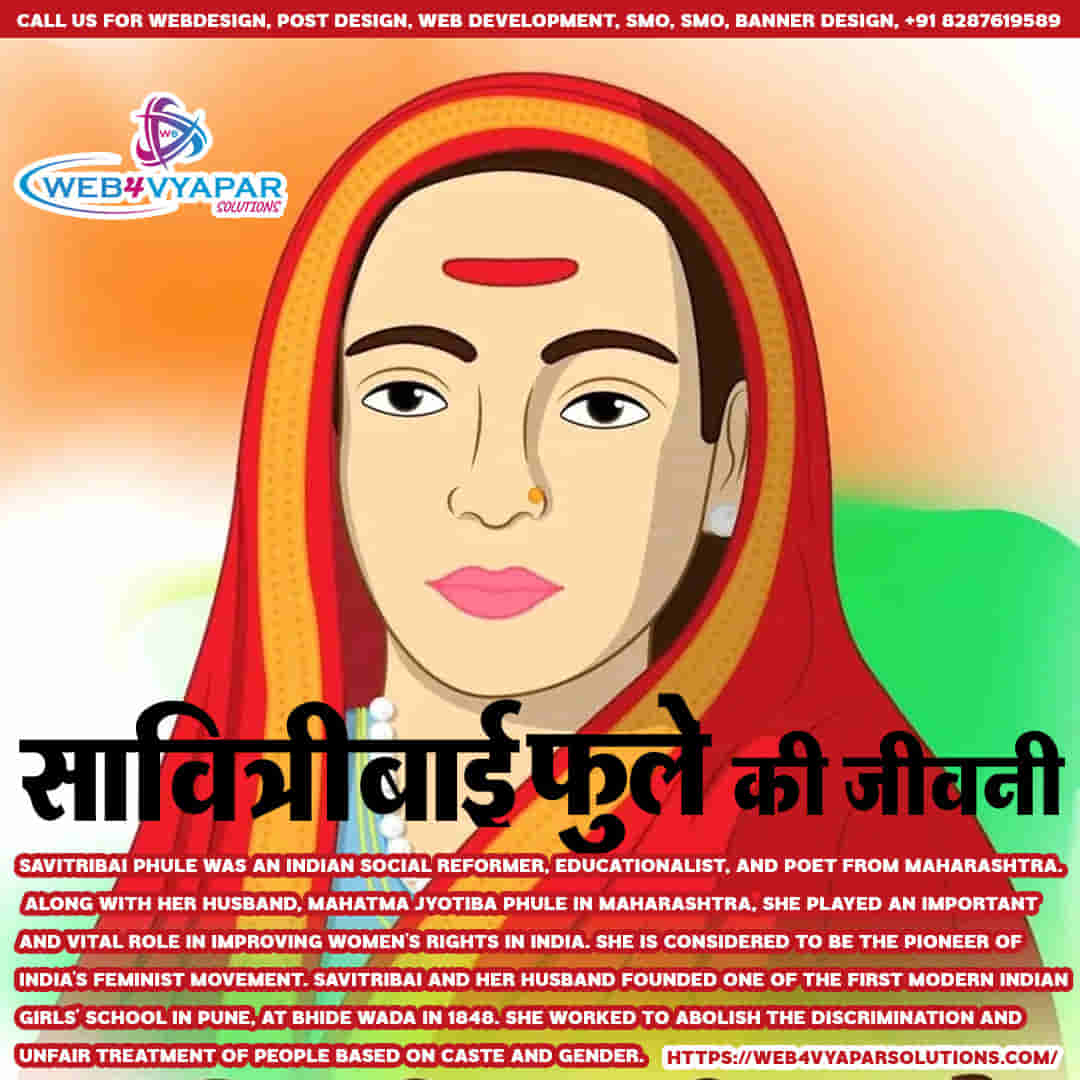 CALL US FOR WEBDESIGN, POST DESIGN, WEB DEVELOPMENT, SMO, SMO, BANNER DESIGN, +91 8287619589
WB
WEB4VYAPAR
SOLUTIONS
सावित्रीबाई फुले की जीवनी
SAVITRIBAI PHULE WAS AN INDIAN SOCIAL REFORMER, EDUCATIONALIST, AND POET FROM MAHARASHTRA.
ALONG WITH HER HUSBAND, MAHATMA JYOTIBA PHULE IN MAHARASHTRA, SHE PLAYED AN IMPORTANT
AND VITAL ROLE IN IMPROVING WOMEN'S RIGHTS IN INDIA. SHE IS CONSIDERED TO BE THE PIONEER OF
INDIA'S FEMINIST MOVEMENT. SAVITRIBAI AND HER HUSBAND FOUNDED ONE OF THE FIRST MODERN INDIAN
GIRLS' SCHOOL IN PUNE, AT BHIDE WADA IN 1848. SHE WORKED TO ABOLISH THE DISCRIMINATION AND
UNFAIR TREATMENT OF PEOPLE BASED ON CASTE AND GENDER. HTTPS://WEB4VYAPARSOLUTIONS.COM/